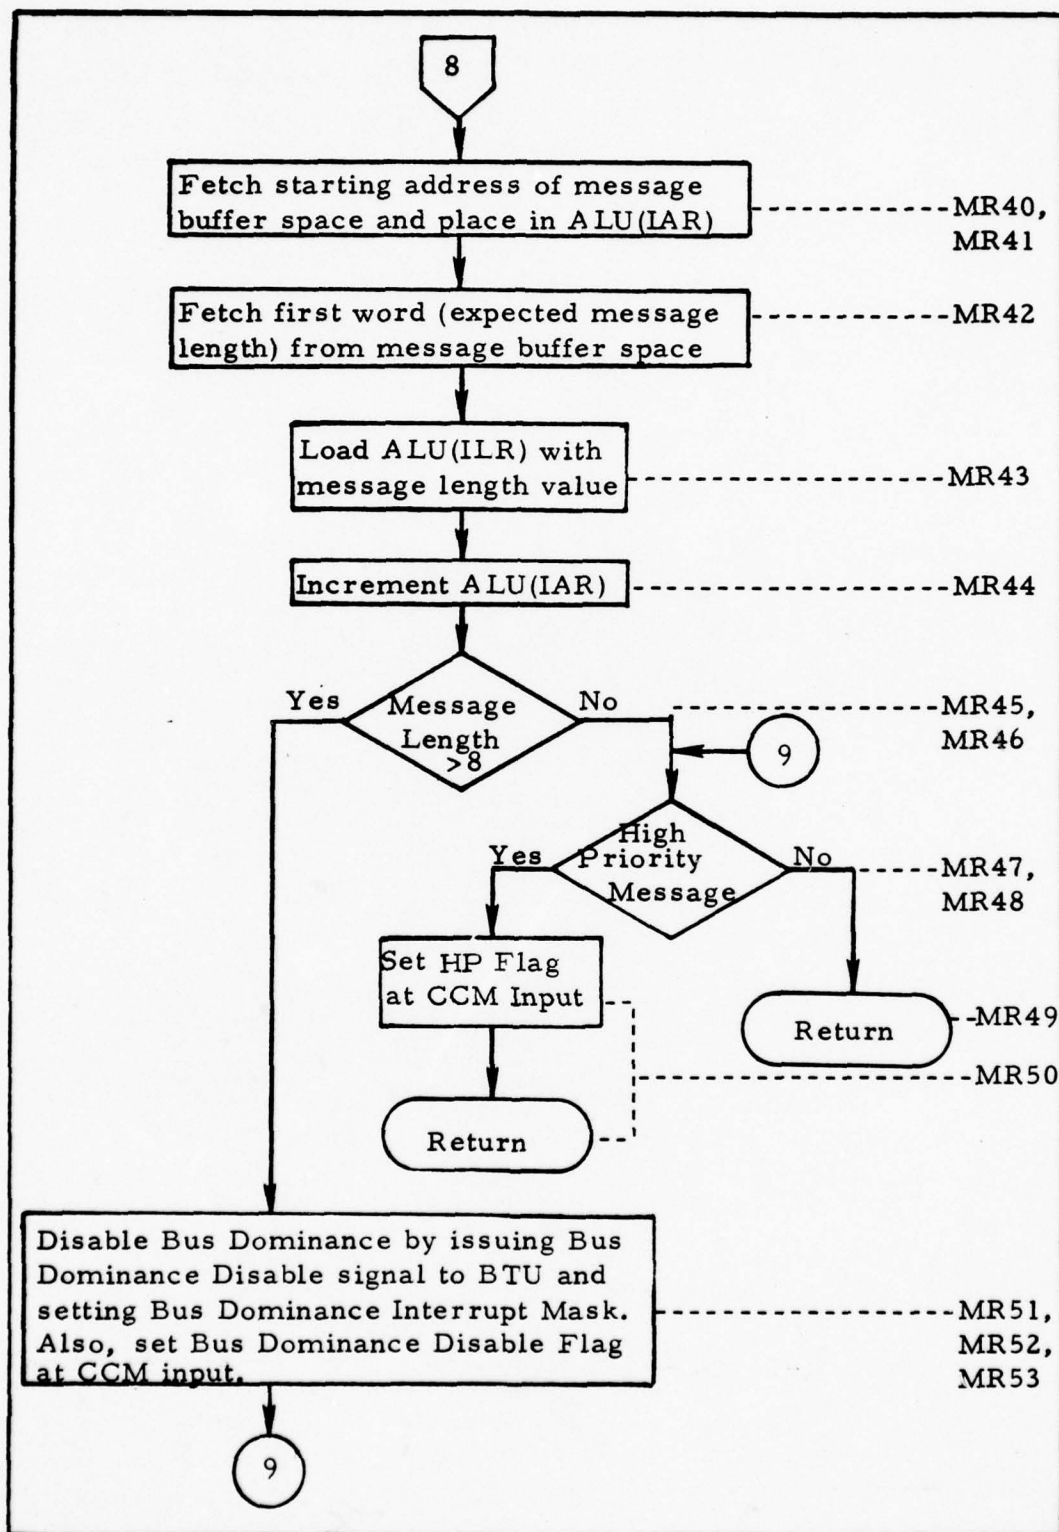 8
Fetch starting address of message
buffer space and place in ALU(IAR)
MR40,
MR41
Fetch first word (expected message
length) from message buffer space
MR42
Load ALU(ILR) with
message length value
MR43
Increment ALU(IAR)
MR44
Yes
Message
Length
>8
No
MR45,
MR46
9
High
Priority
Message
Yes
No
MR47,
MR48
Set HP Flag
at CCM Input
Return
MR49
MR50
Return
Disable Bus Dominance by issuing Bus
Dominance Disable signal to BTU and
setting Bus Dominance Interrupt Mask.
Also, set Bus Dominance Disable Flag
at CCM input.
MR51,
MR52,
MR53
9